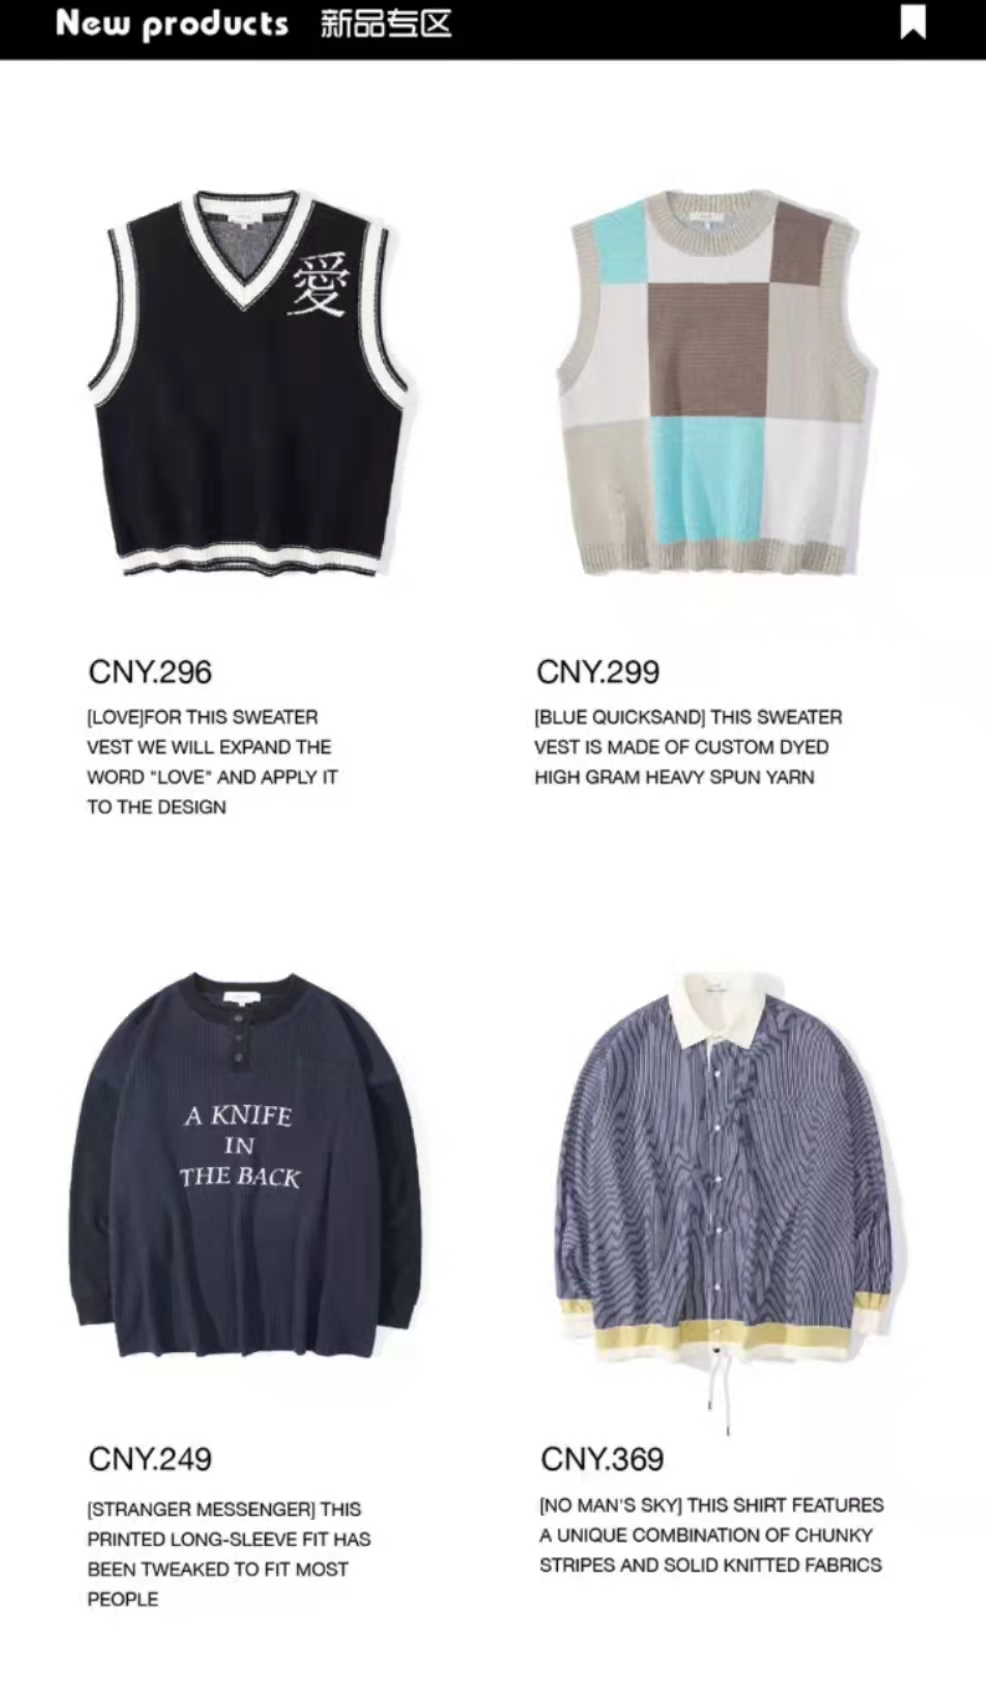 New products 新品专区
愛
CNY.296
[LOVE]FOR THIS SWEATER
VEST WE WILL EXPAND THE
WORD "LOVE" AND APPLY IT
TO THE DESIGN
CNY.299
[BLUE QUICKSAND] THIS SWEATER
VEST IS MADE OF CUSTOM DYED
HIGH GRAM HEAVY SPUN YARN
A KNIFE
IN
THE BACK
CNY.249
[STRANGER MESSENGER] THIS
PRINTED LONG-SLEEVE FIT HAS
BEEN TWEAKED TO FIT MOST
PEOPLE
CNY.369
[NO MAN'S SKY] THIS SHIRT FEATURES
A UNIQUE COMBINATION OF CHUNKY
STRIPES AND SOLID KNITTED FABRICS